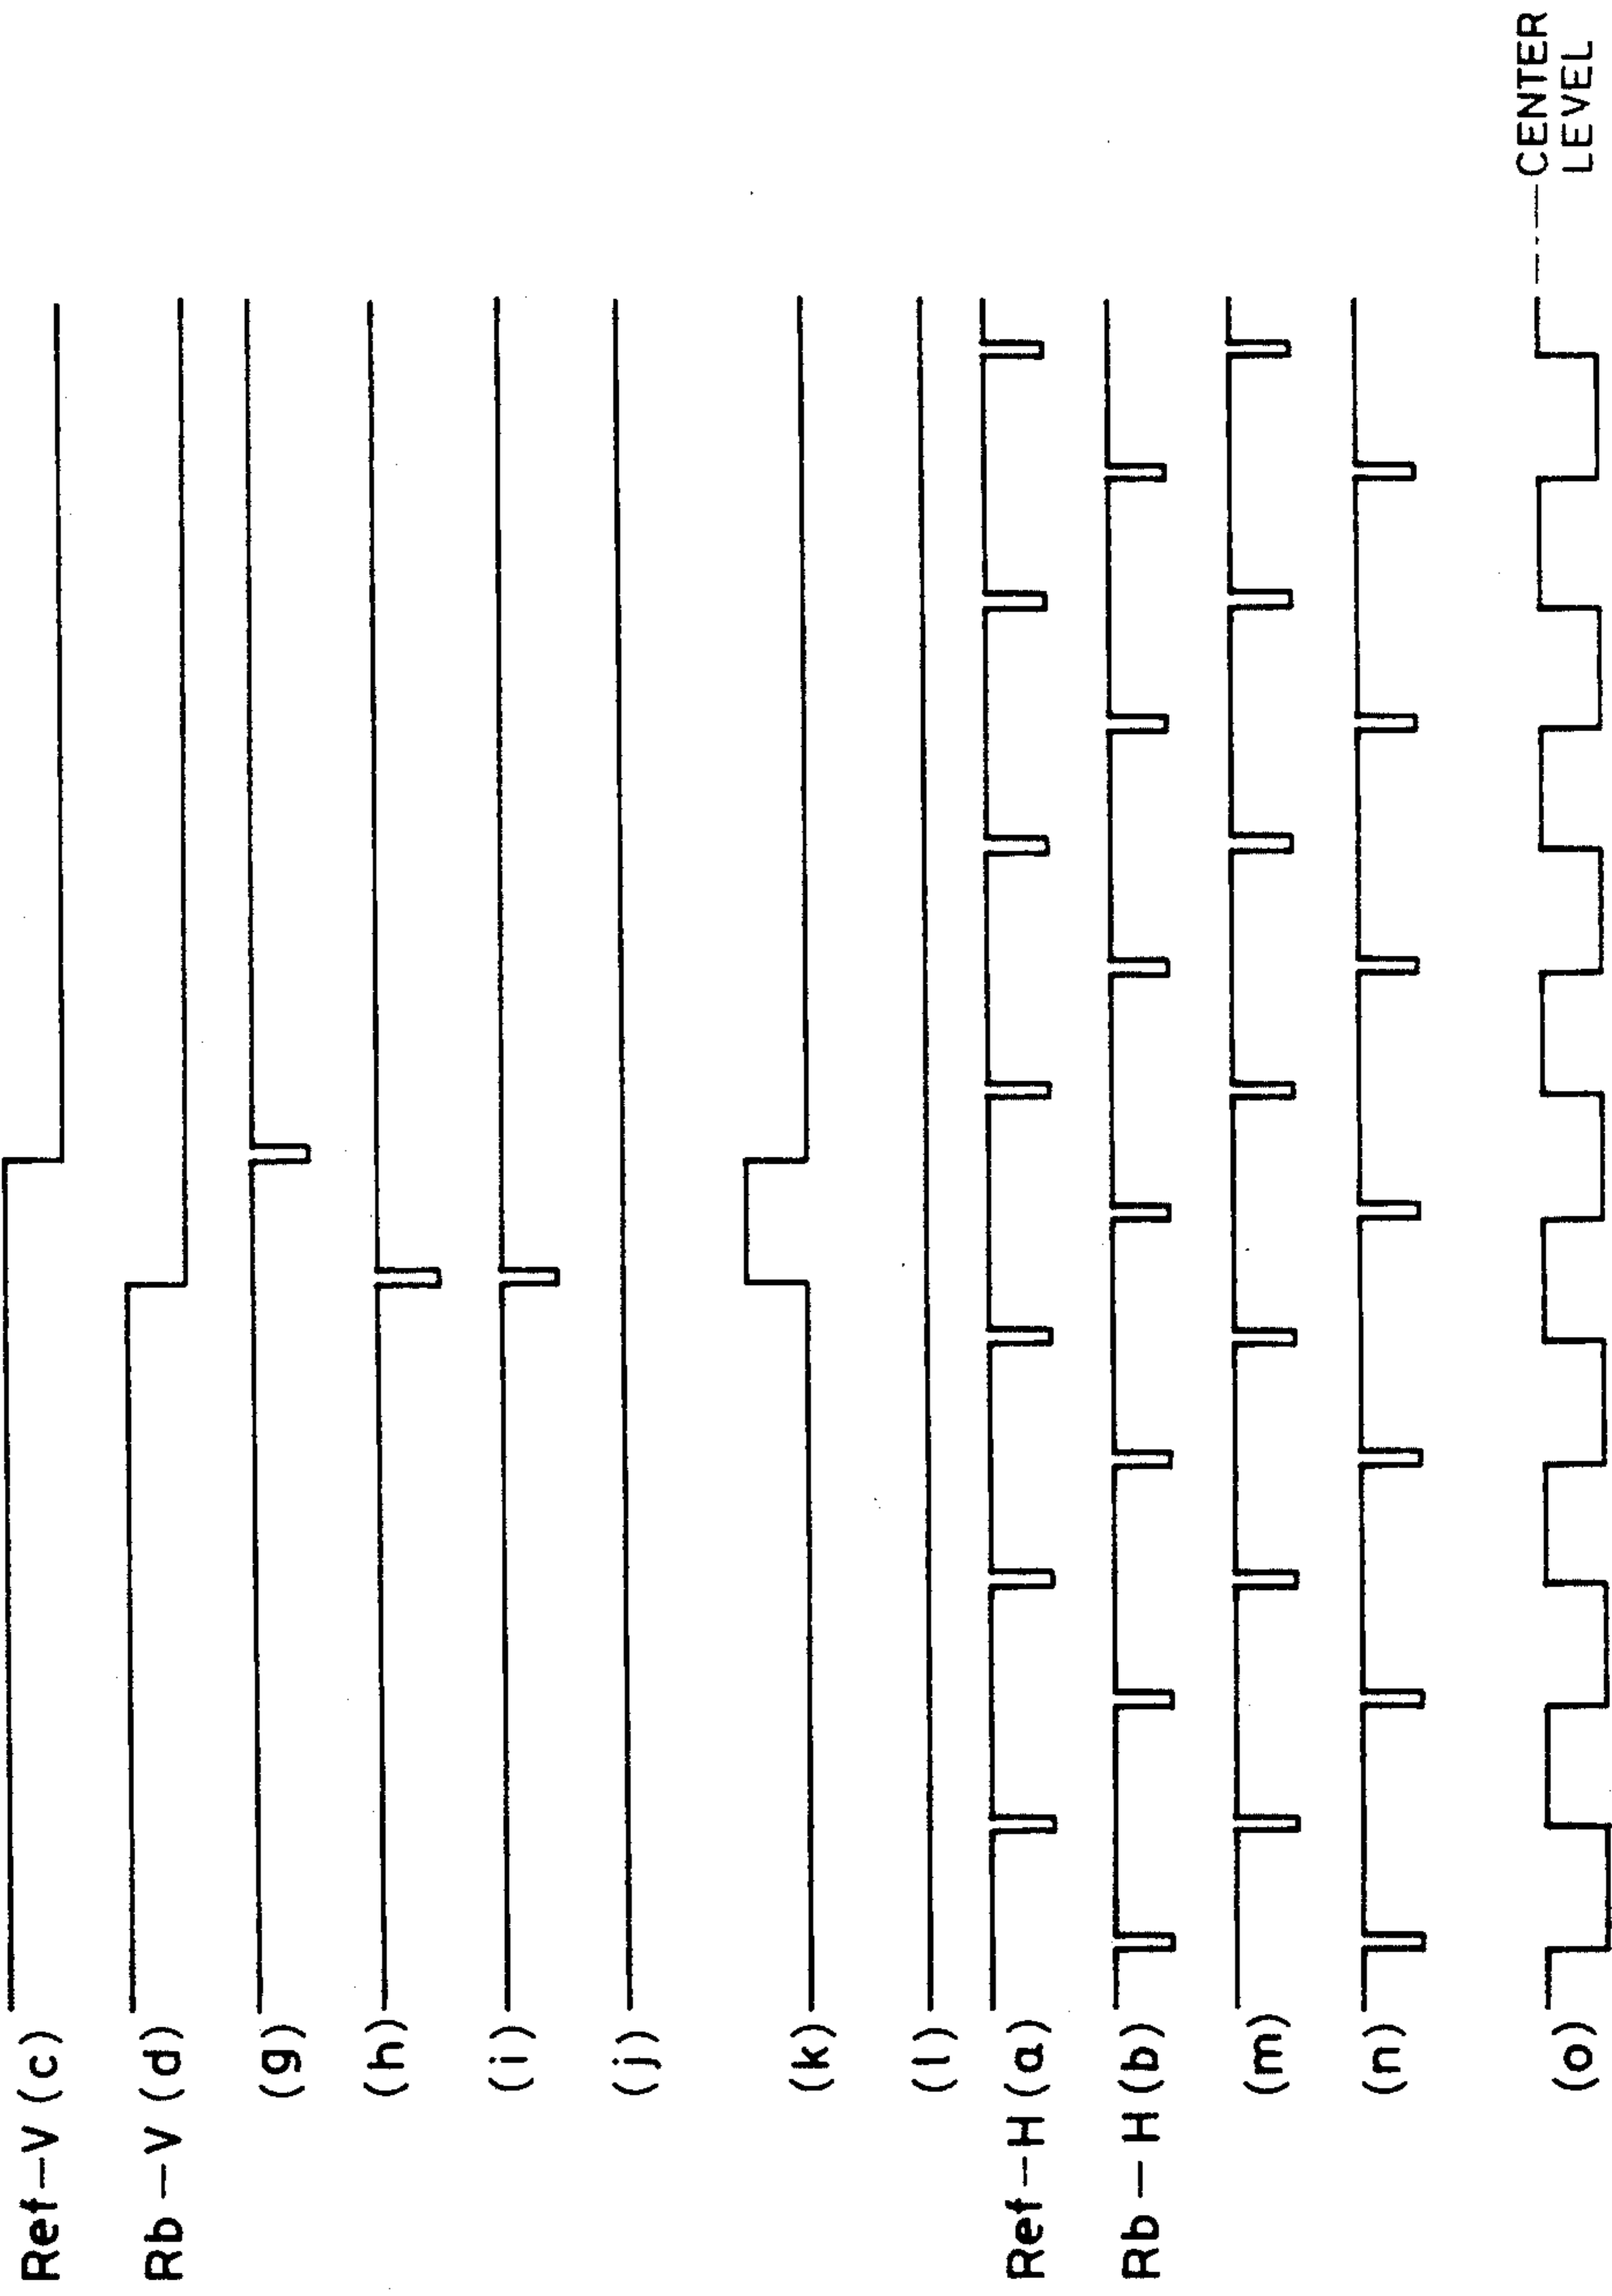 Ref-V (c)
Rb-V (d)
(g)
(h)
(i)
(j)
(k)
(l)
Ref-H (a)
Rb-H (b)
(m)
(n)
(o)
CENTER
LEVEL